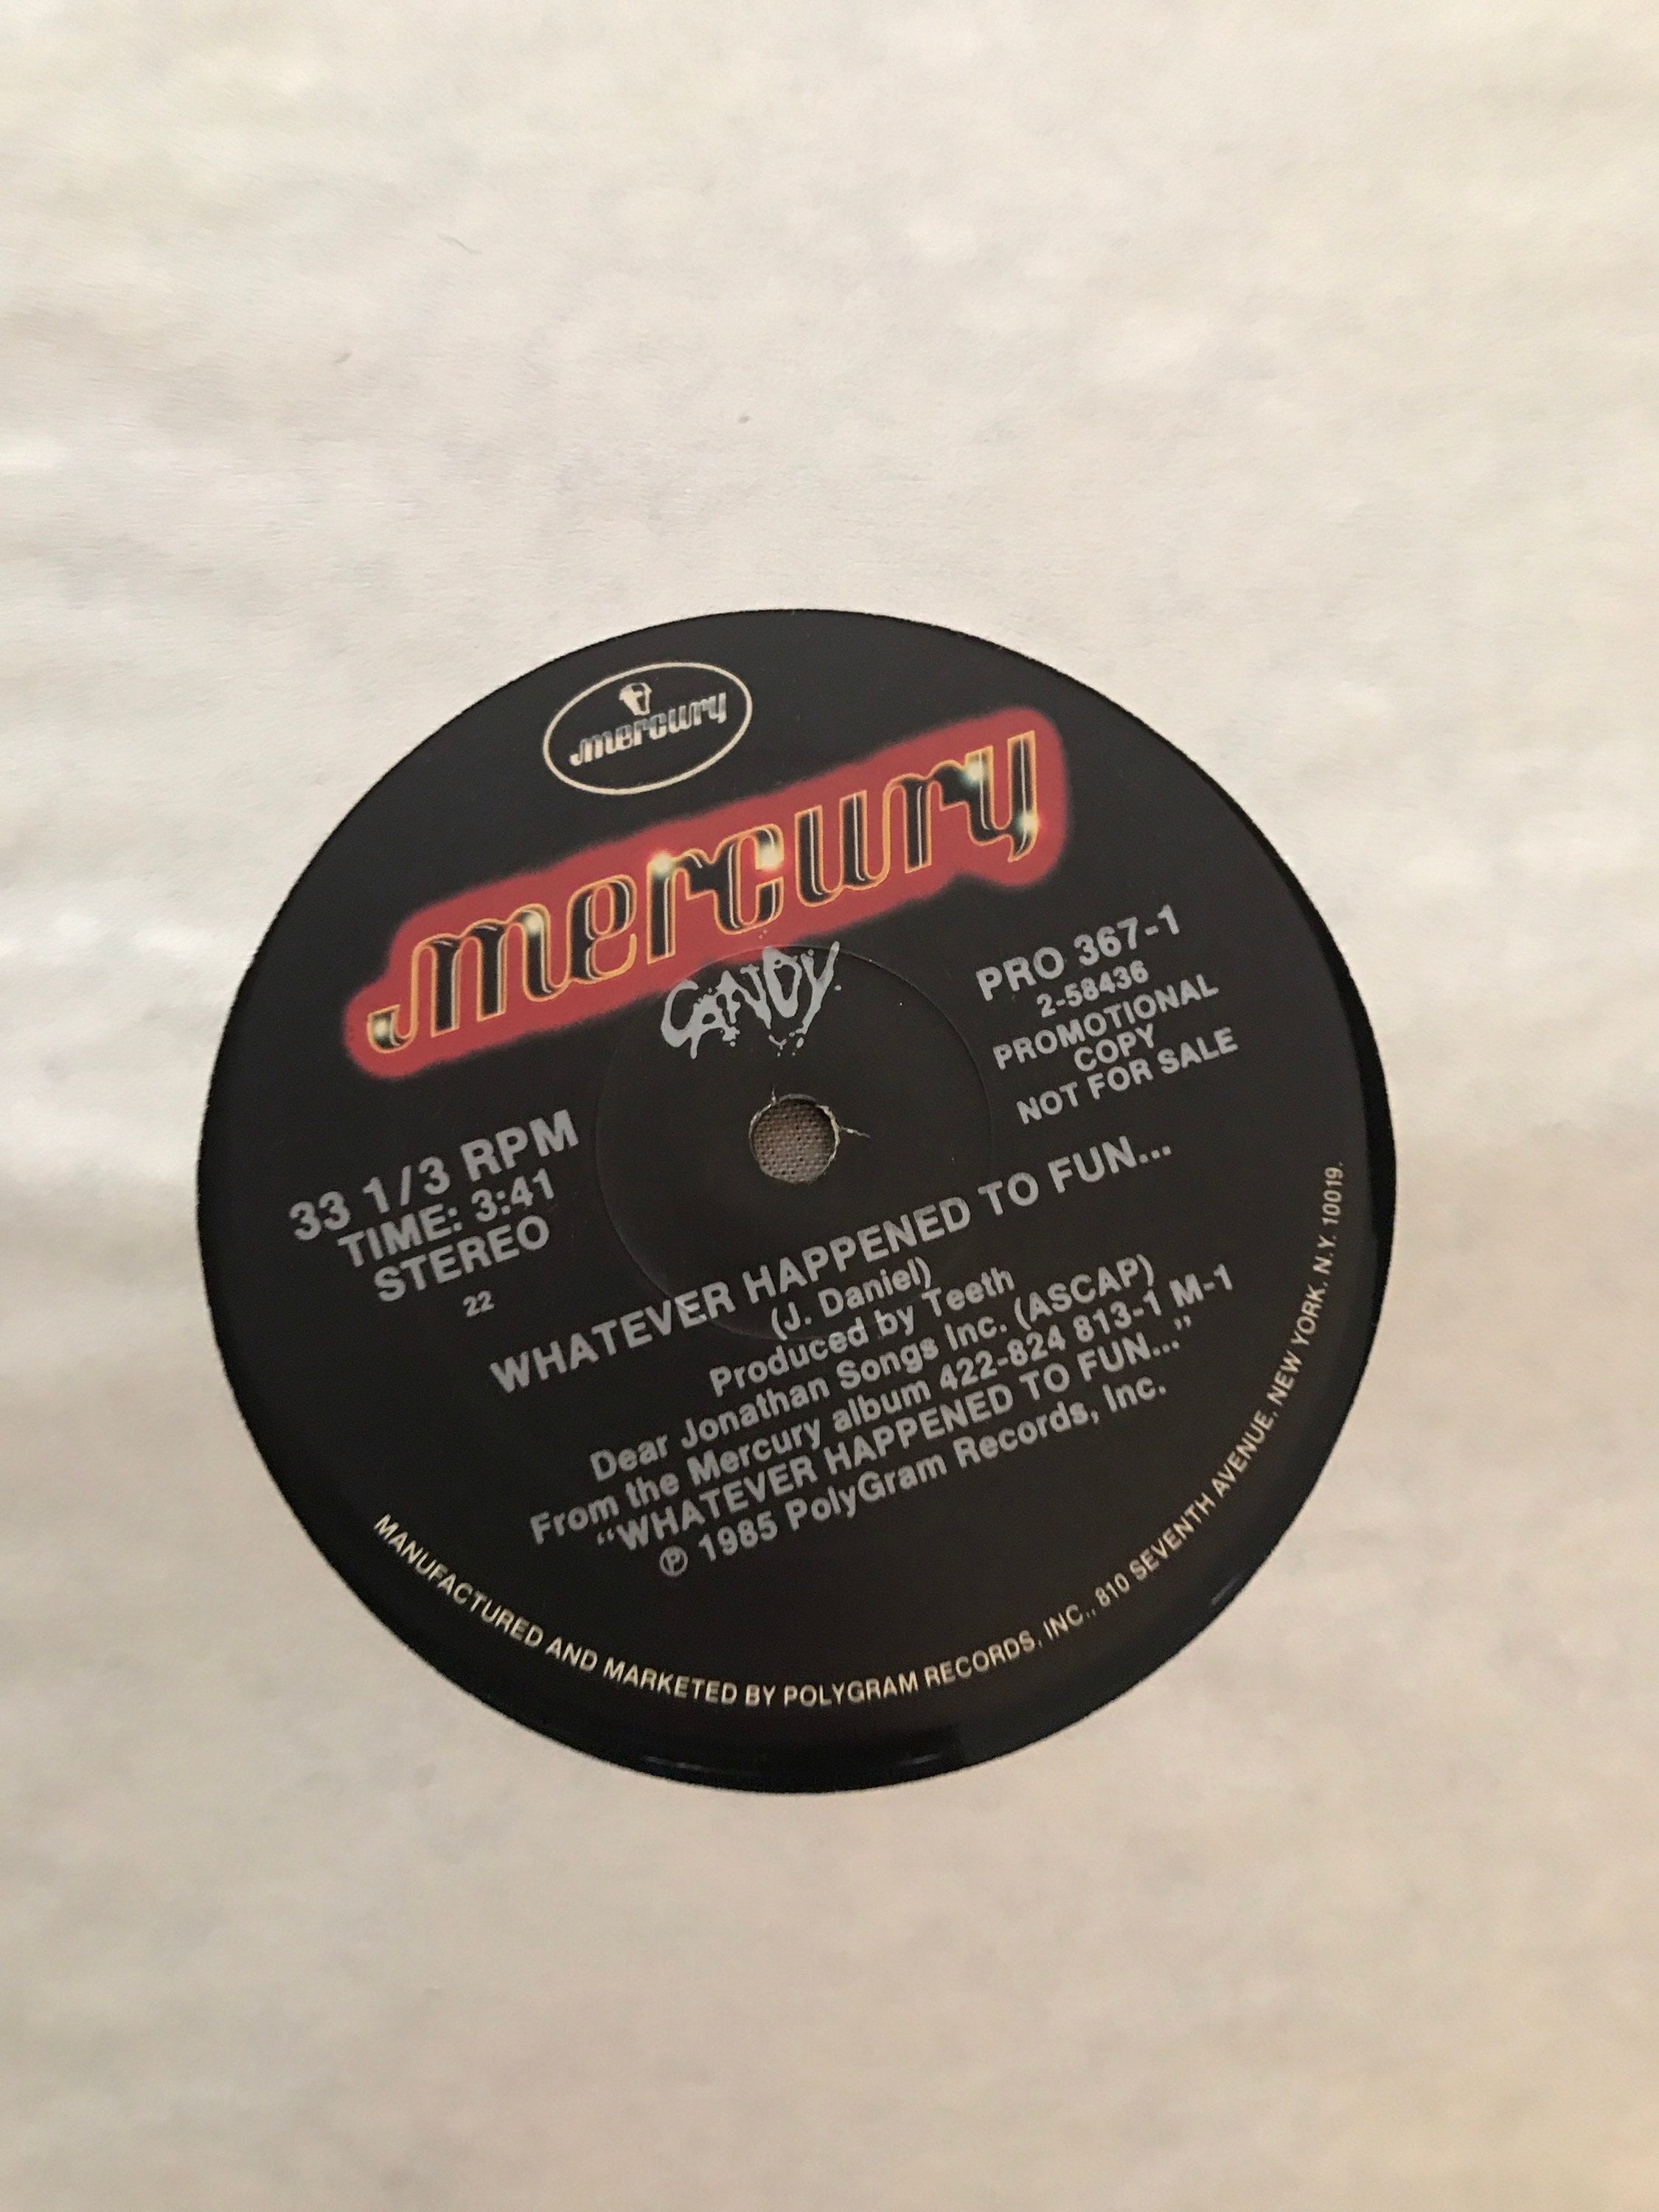 mercury
mercury
CANDY
PRO 367-1
2-58436
PROMOTIONAL
COPY
NOT FOR SALE
33 1/3 RPM
TIME: 3:41
STEREO
22
WHATEVER HAPPENED TO FUN...
(J. Daniel)
Produced by Teeth
Dear Jonathan Songs Inc. (ASCAP)
From the Mercury album 422-824 813-1 M-1
“WHATEVER HAPPENED TO FUN...”
℗ 1985 PolyGram Records, Inc.
MANUFACTURED AND MARKETED BY POLYGRAM RECORDS, INC., 810 SEVENTH AVENUE, NEW YORK, N.Y. 10019.